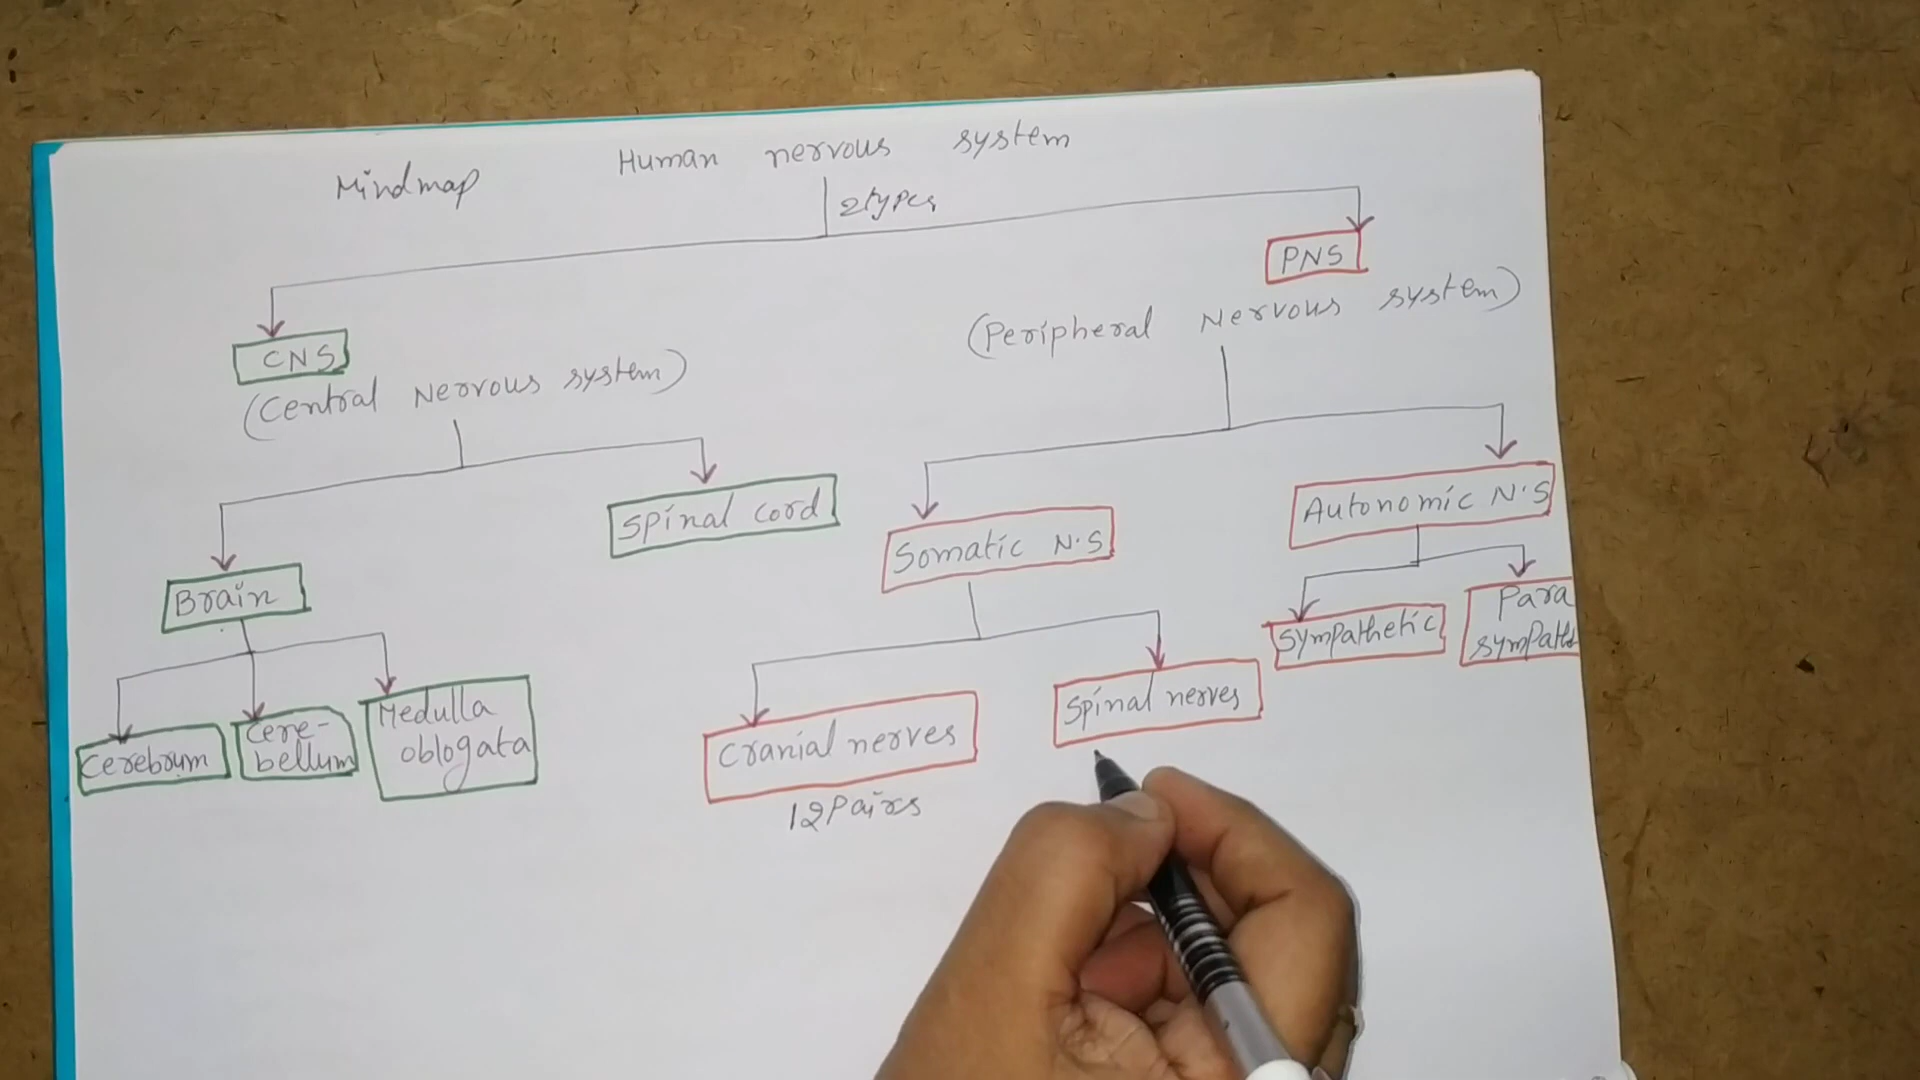 Mindmap
Human nervous system
2types
PNS
(Peripheral Nervous system)
CNS
(Central Nervous system)
Spinal cord
Somatic N.S
Autonomic N.S
Brain
Sympathetic
Para
sympath
Cerebrum
Cere-
bellum
Medulla
oblogata
Cranial nerves
12Pairs
Spinal nerves